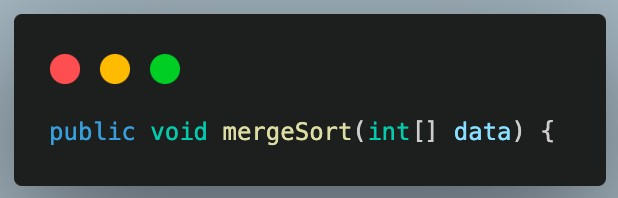 public void mergeSort(int[] data) {